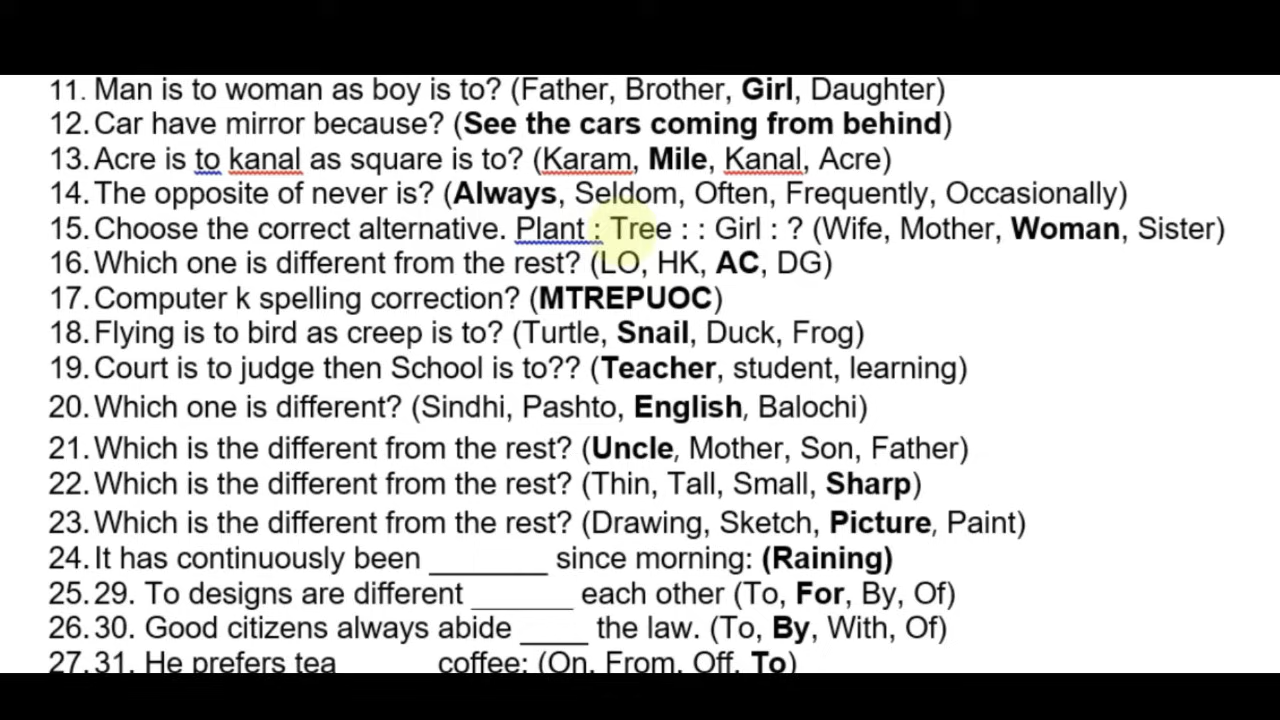 11. Man is to woman as boy is to? (Father, Brother, Girl, Daughter)
12. Car have mirror because? (See the cars coming from behind)
13. Acre is to kanal as square is to? (Karam, Mile, Kanal, Acre)
14. The opposite of never is? (Always, Seldom, Often, Frequently, Occasionally)
15. Choose the correct alternative. Plant : Tree : : Girl : ? (Wife, Mother, Woman, Sister)
16. Which one is different from the rest? (LO, HK, AC, DG)
17. Computer k spelling correction? (MTREPUOC)
18. Flying is to bird as creep is to? (Turtle, Snail, Duck, Frog)
19. Court is to judge then School is to?? (Teacher, student, learning)
20. Which one is different? (Sindhi, Pashto, English, Balochi)
21. Which is the different from the rest? (Uncle, Mother, Son, Father)
22. Which is the different from the rest? (Thin, Tall, Small, Sharp)
23. Which is the different from the rest? (Drawing, Sketch, Picture, Paint)
24. It has continuously been _______ since morning: (Raining)
25. 29. To designs are different ______ each other (To, For, By, Of)
26. 30. Good citizens always abide ____ the law. (To, By, With, Of)
27. 31. He prefers tea ______ coffee: (On, From, Off, To)